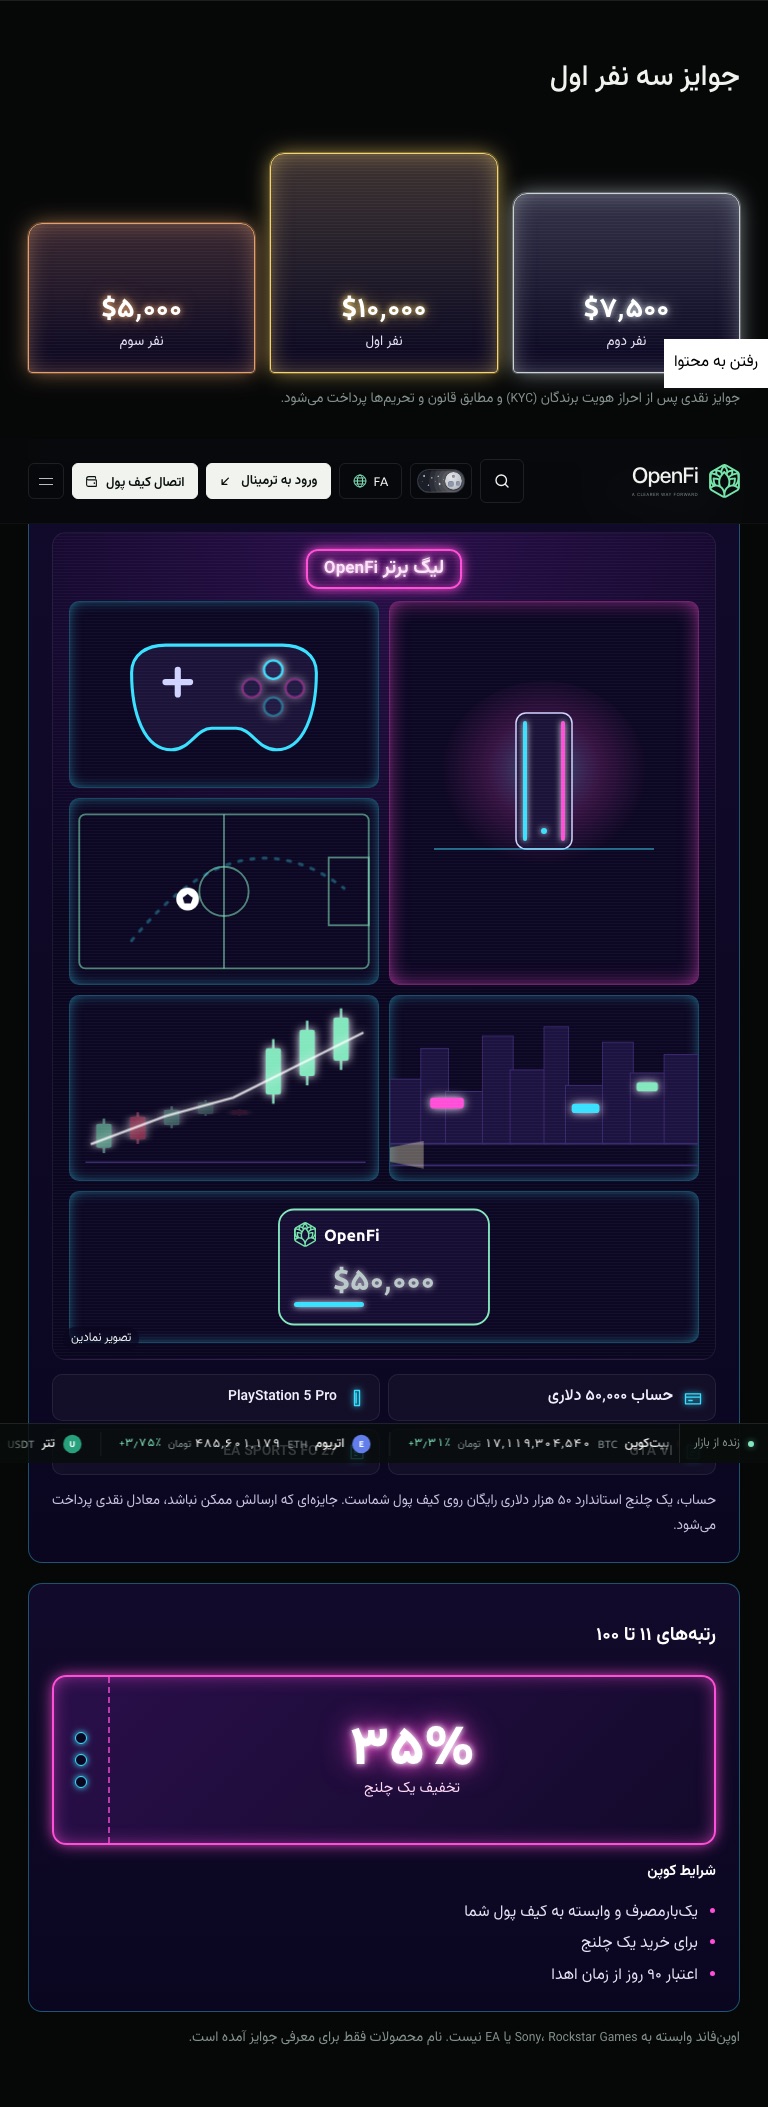 جوایز سه نفر اول
$۷,۵۰۰
نفر دوم
$۱۰,۰۰۰
نفر اول
$۵,۰۰۰
نفر سوم
رفتن به محتوا
جوایز نقدی پس از احراز هویت برندگان (KYC) و مطابق قانون و تحریم‌ها پرداخت می‌شود.
OpenFi
A CLEARER WAY FORWARD
FA
ورود به ترمینال
اتصال کیف پول
لیگ برتر OpenFi
OpenFi
$۵۰,۰۰۰
تصویر نمادین
حساب ۵۰,۰۰۰ دلاری
PlayStation 5 Pro
زنده از بازار
بیت‌کوین BTC ۱۷,۱۱۹,۳۰۴,۵۴۰ تومان +۳٫۳۱٪
اتریوم ETH ۴۸۵,۶۰۱,۱۷۹ تومان +۳٫۷۵٪
تتر USDT
GTA VI
EA SPORTS FC 27
حساب، یک چلنج استاندارد ۵۰ هزار دلاری رایگان روی کیف پول شماست. جایزه‌ای که ارسالش ممکن نباشد، معادل نقدی پرداخت
می‌شود.
رتبه‌های ۱۱ تا ۱۰۰
۳۵%
تخفیف یک چلنج
شرایط کوپن
یک‌بارمصرف و وابسته به کیف پول شما
برای خرید یک چلنج
اعتبار ۹۰ روز از زمان اهدا
اوپن‌فاند وابسته به Sony، Rockstar Games یا EA نیست. نام محصولات فقط برای معرفی جوایز آمده است.